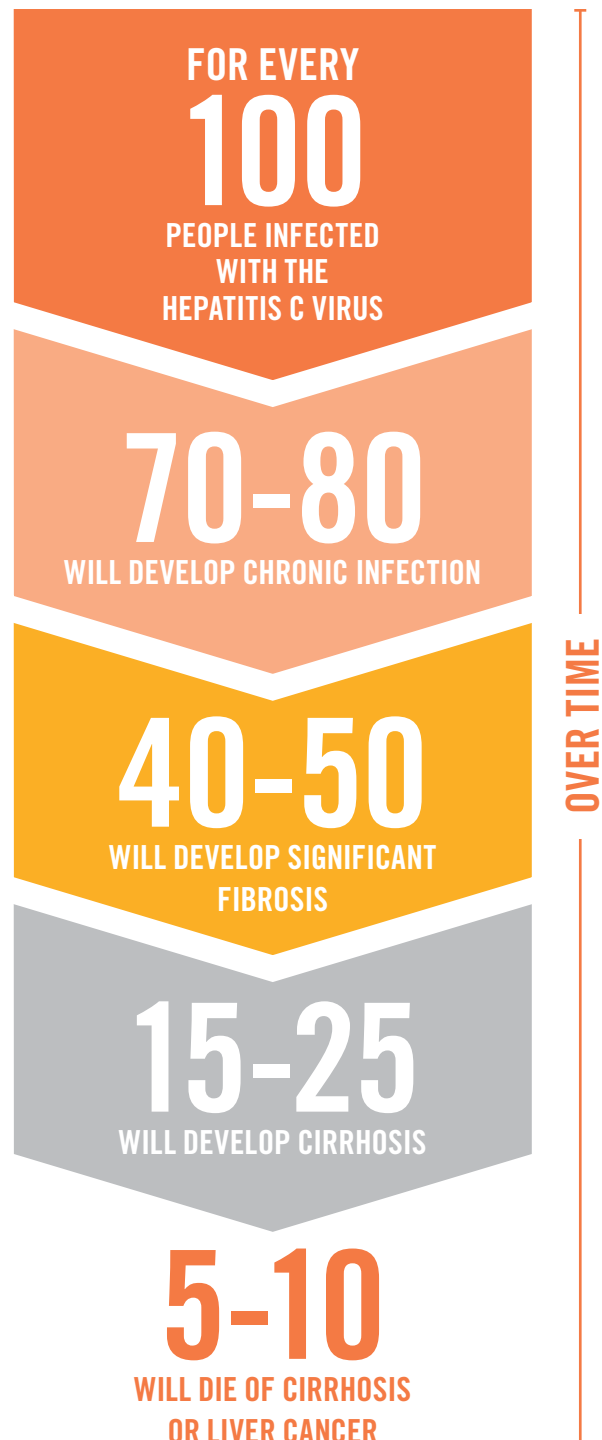 FOR EVERY
100
PEOPLE INFECTED
WITH THE
HEPATITIS C VIRUS
70-80
WILL DEVELOP CHRONIC INFECTION
40-50
WILL DEVELOP SIGNIFICANT
FIBROSIS
15-25
WILL DEVELOP CIRRHOSIS
5-10
WILL DIE OF CIRRHOSIS
OR LIVER CANCER
OVER TIME